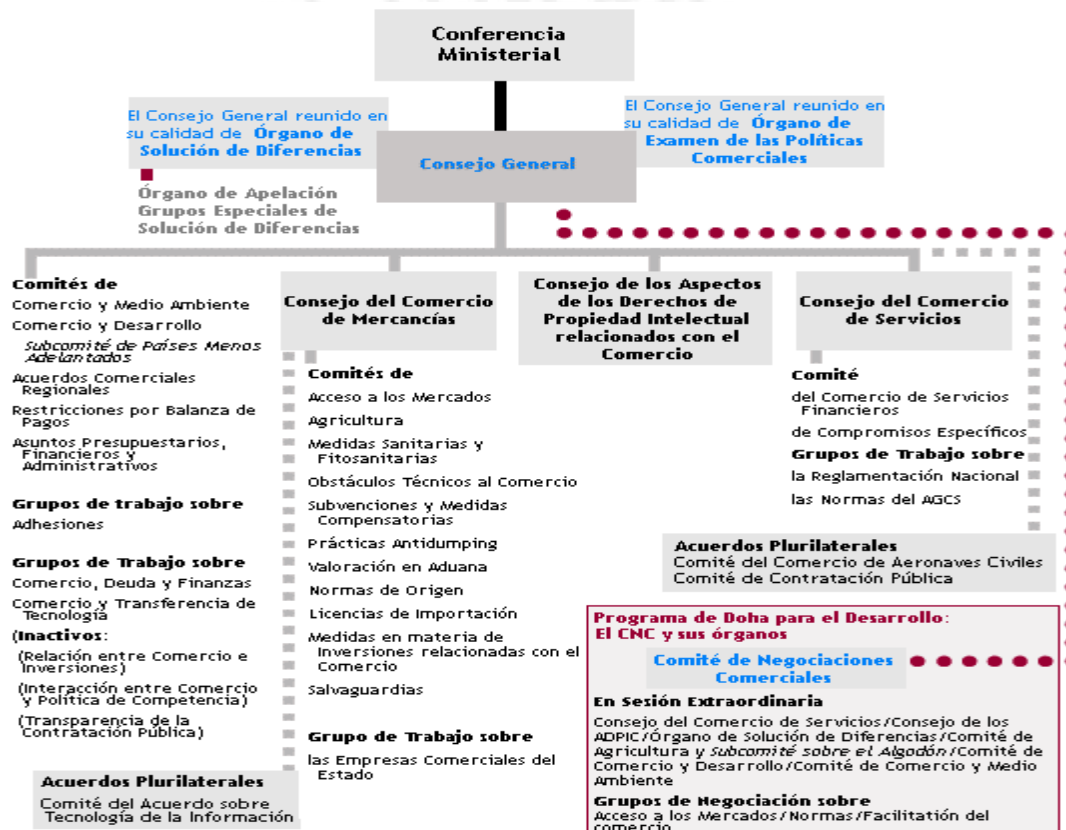 Conferencia
Ministerial
El Consejo General reunido en
su calidad de Órgano de
Solución de Diferencias
El Consejo General reunido en
su calidad de Órgano de
Examen de las Políticas
Comerciales
Consejo General
Órgano de Apelación
Grupos Especiales de
Solución de Diferencias
Comités de
Comercio y Medio Ambiente
Comercio y Desarrollo
Subcomité de Países Menos
Adelantados
Acuerdos Comerciales
Regionales
Restricciones por Balanza de
Pagos
Asuntos Presupuestarios,
Financieros y
Administrativos
Grupos de trabajo sobre
Adhesiones
Grupos de Trabajo sobre
Comercio, Deuda y Finanzas
Comercio y Transferencia de
Tecnología
(Inactivos:
(Relación entre Comercio e
Inversiones)
(Interacción entre Comercio
y Política de Competencia)
(Transparencia de la
Contratación Pública)
Acuerdos Plurilaterales
Comité del Acuerdo sobre
Tecnología de la Información
Consejo del Comercio
de Mercancías
Comités de
Acceso a los Mercados
Agricultura
Medidas Sanitarias y
Fitosanitarias
Obstáculos Técnicos al Comercio
Subvenciones y Medidas
Compensatorias
Prácticas Antidumping
Valoración en Aduana
Normas de Origen
Licencias de Importación
Medidas en materia de
Inversiones relacionadas con el
Comercio
Salvaguardias
Grupo de Trabajo sobre
las Empresas Comerciales del
Estado
Consejo de los Aspectos
de los Derechos de
Propiedad Intelectual
relacionados con el
Comercio
Consejo del Comercio
de Servicios
Comité
del Comercio de Servicios
Financieros
de Compromisos Específicos
Grupos de Trabajo sobre
la Reglamentación Nacional
las Normas del AGCS
Acuerdos Plurilaterales
Comité del Comercio de Aeronaves Civiles
Comité de Contratación Pública
Programa de Doha para el Desarrollo:
El CNC y sus órganos
Comité de Negociaciones
Comerciales
En Sesión Extraordinaria
Consejo del Comercio de Servicios/Consejo de los
ADPIC/Órgano de Solución de Diferencias/Comité de
Agricultura y Subcomité sobre el Algodón/Comité de
Comercio y Desarrollo/Comité de Comercio y Medio
Ambiente
Grupos de Negociación sobre
Acceso a los Mercados/Normas/Facilitatión del
comercio